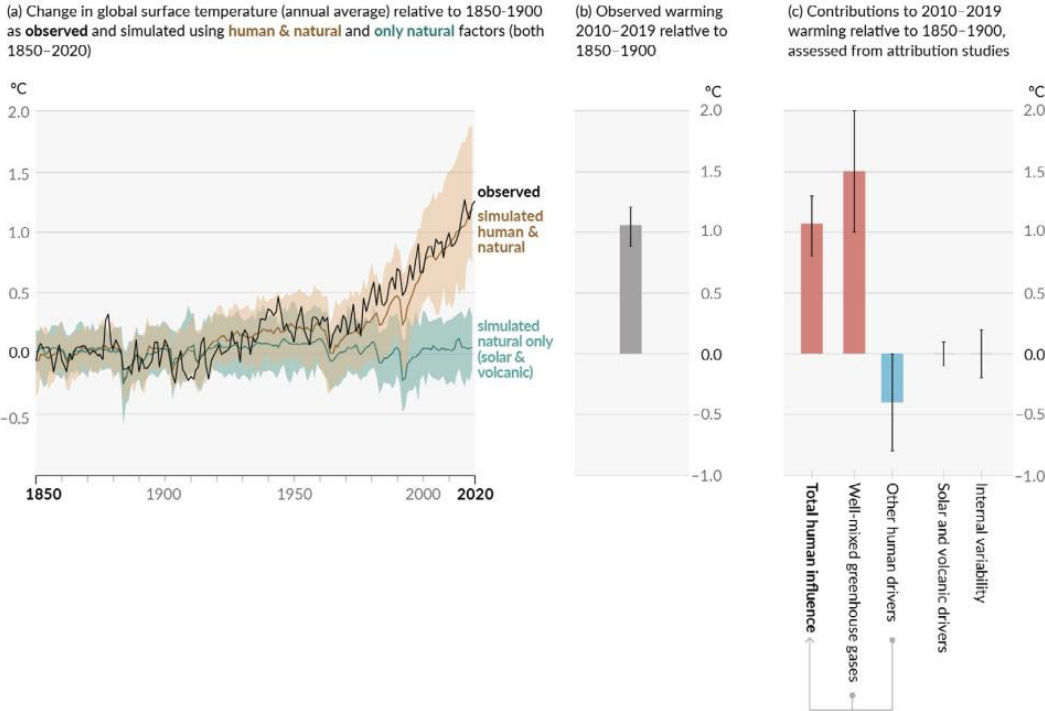 (a) Change in global surface temperature (annual average) relative to 1850-1900
as observed and simulated using human & natural and only natural factors (both
1850–2020)
°C
2.0
1.5
1.0
0.5
0.0
–0.5
1850
1900
1950
2000
2020
observed
simulated
human &
natural
simulated
natural only
(solar &
volcanic)
(b) Observed warming
2010–2019 relative to
1850–1900
°C
2.0
1.5
1.0
0.5
0.0
–0.5
–1.0
(c) Contributions to 2010–2019
warming relative to 1850–1900,
assessed from attribution studies
°C
2.0
1.5
1.0
0.5
0.0
–0.5
–1.0
Total human influence
Well-mixed greenhouse gases
Other human drivers
Solar and volcanic drivers
Internal variability